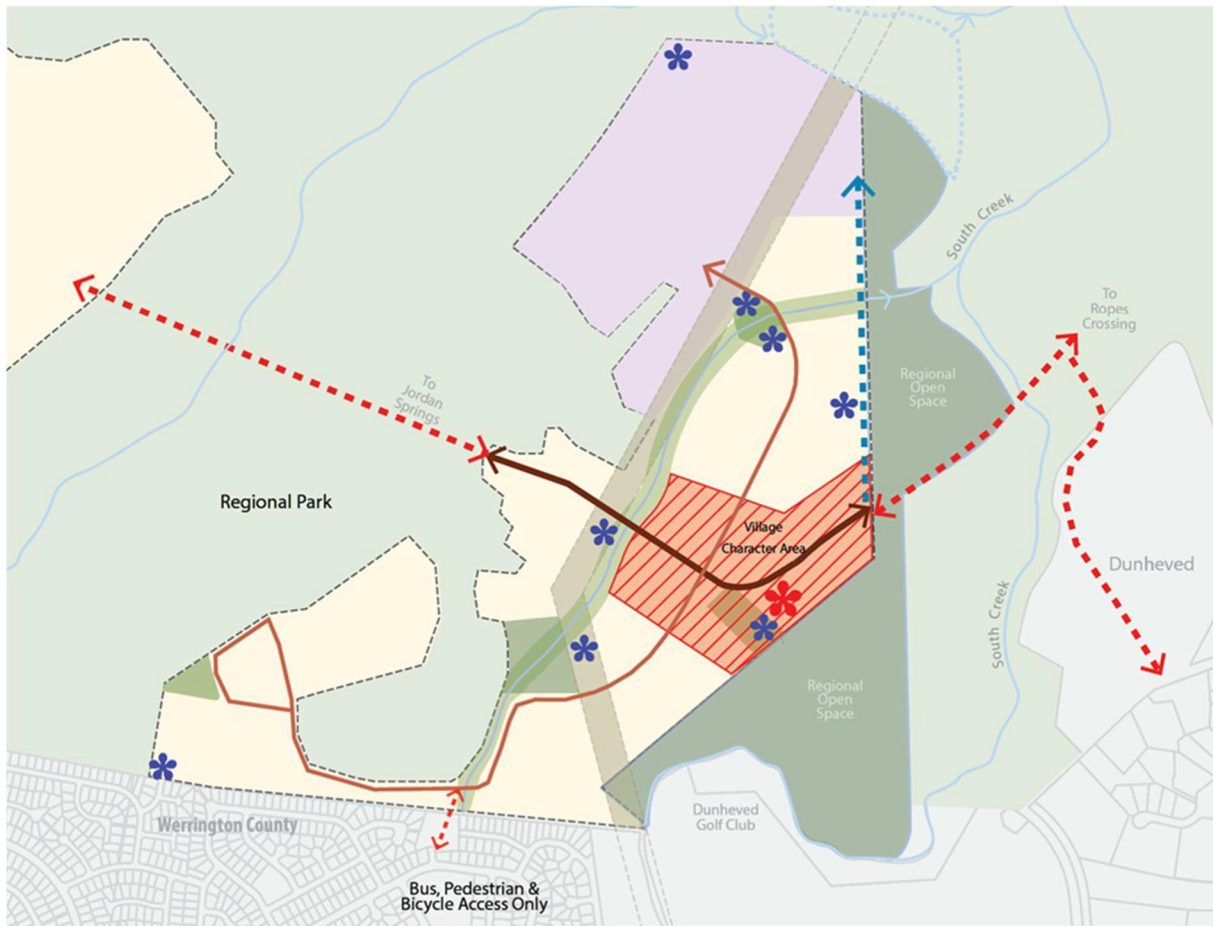 South Creek
To
Ropes
Crossing
Regional
Open
Space
To
Jordan
Springs
Regional Park
Village
Character Area
Dunheved
South Creek
Regional
Open
Space
Dunheved
Golf Club
Werrington County
Bus, Pedestrian &
Bicycle Access Only